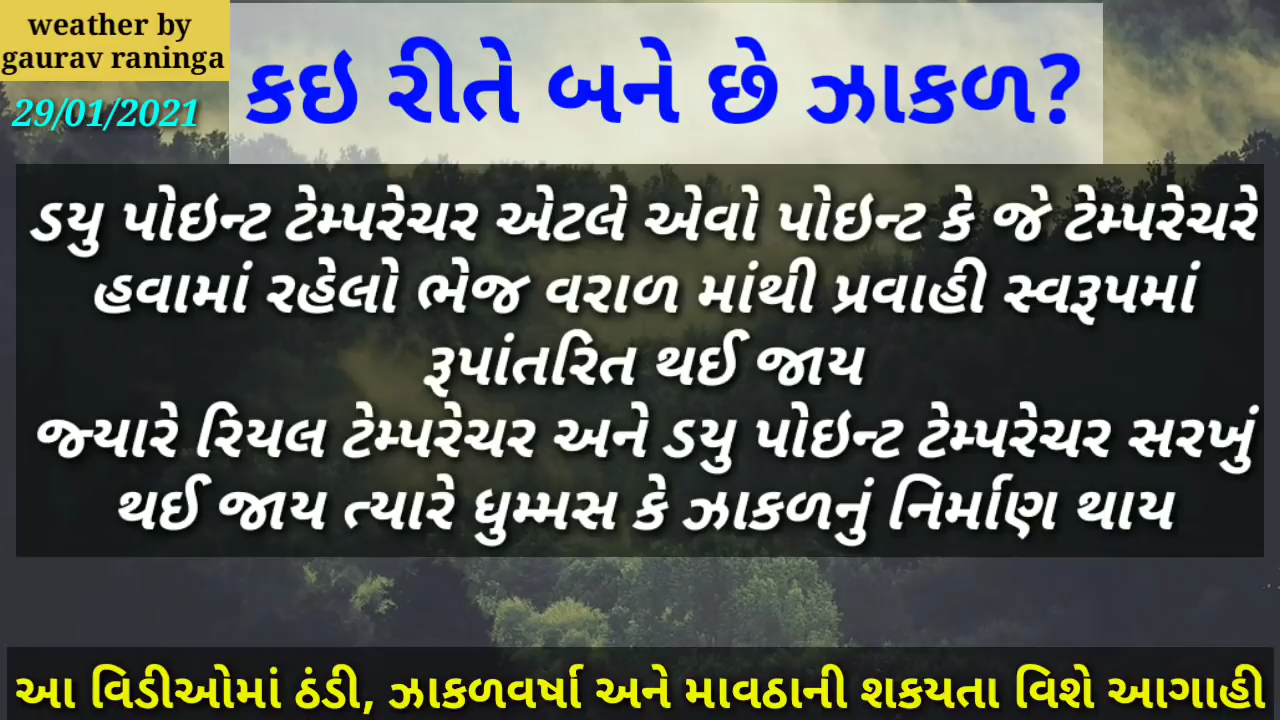 weather by
gaurav raninga
29/01/2021
કઇ રીતે બને છે ઝાકળ?
ડયુ પોઇન્ટ ટેમ્પરેચર એટલે એવો પોઇન્ટ કે જે ટેમ્પરેચરે
હવામાં રહેલો ભેજ વરાળ માંથી પ્રવાહી સ્વરૂપમાં
રૂપાંતરિત થઈ જાય
જ્યારે રિયલ ટેમ્પરેચર અને ડયુ પોઇન્ટ ટેમ્પરેચર સરખું
થઈ જાય ત્યારે ધુમ્મસ કે ઝાકળનું નિર્માણ થાય
આ વિડીઓમાં ઠંડી, ઝાકળવર્ષા અને માવઠાની શકયતા વિશે આગાહી